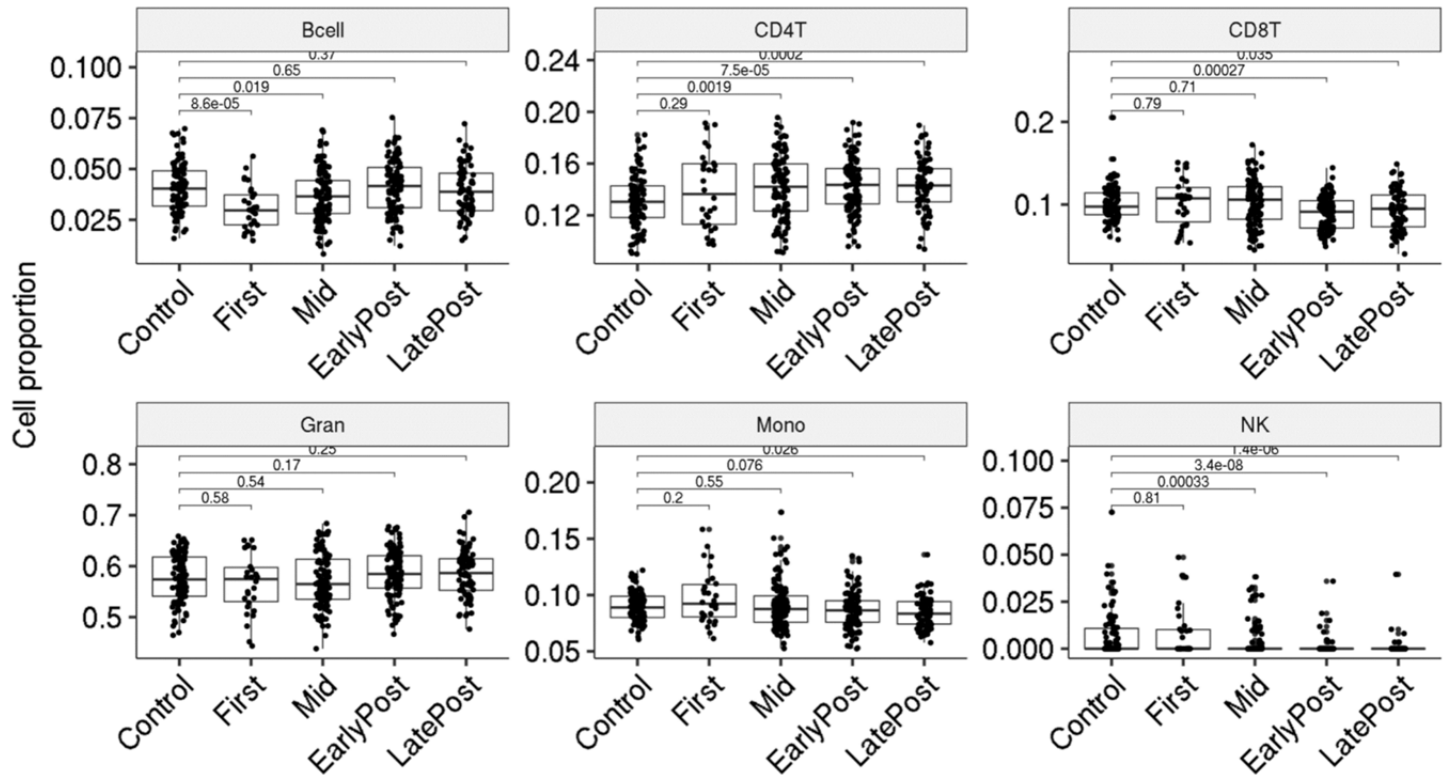 Cell proportion
Bcell
0.37
0.65
0.019
8.6e-05
0.100
0.075
0.050
0.025
Control
First
Mid
EarlyPost
LatePost
CD4T
0.0002
7.5e-05
0.0019
0.29
0.24
0.20
0.16
0.12
Control
First
Mid
EarlyPost
LatePost
CD8T
0.035
0.00027
0.71
0.79
0.2
0.1
Control
First
Mid
EarlyPost
LatePost
Gran
0.25
0.17
0.54
0.58
0.8
0.7
0.6
0.5
Control
First
Mid
EarlyPost
LatePost
Mono
0.026
0.076
0.55
0.2
0.20
0.15
0.10
0.05
Control
First
Mid
EarlyPost
LatePost
NK
1.4e-06
3.4e-08
0.00033
0.81
0.100
0.075
0.050
0.025
0.000
Control
First
Mid
EarlyPost
LatePost